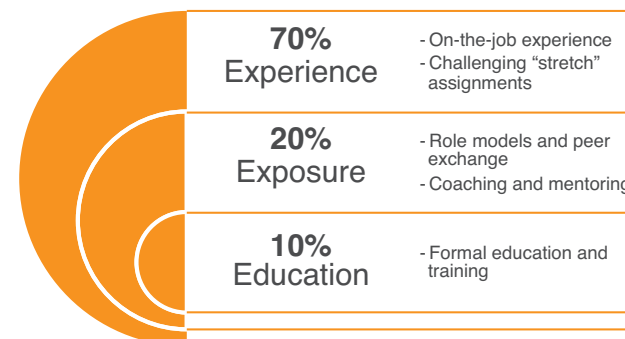 70%
Experience
- On-the-job experience
- Challenging “stretch”
assignments
20%
Exposure
- Role models and peer
exchange
- Coaching and mentoring
10%
Education
- Formal education and
training